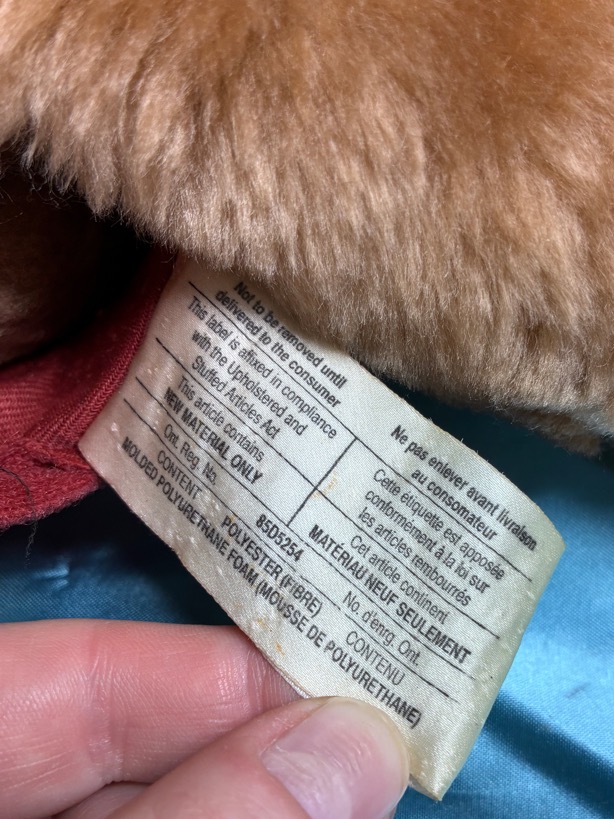 Not to be removed until
delivered to the consumer
This label is affixed in compliance
with the Upholstered and
Stuffed Articles Act
This article contains
NEW MATERIAL ONLY
Ont. Reg. No.
Ne pas enlever avant livraison
au consomateur
Cette étiquette est apposée
conformément à la loi sur
les articles rembourrés
Cet article contient
MATÉRIAU NEUF SEULEMENT
No. d'enrg. Ont.
85D5254
CONTENT CONTENU
POLYESTER (FIBRE)
MOLDED POLYURETHANE FOAM (MOUSSE DE POLYURETHANE)